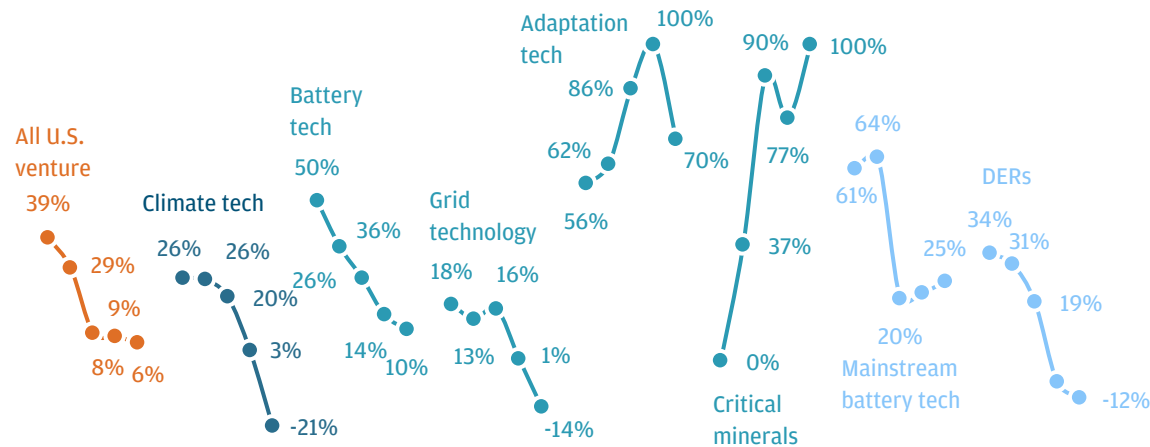 All U.S.
venture
39%
29%
9%
8%
6%
Climate tech
26%
26%
20%
3%
-21%
Battery
tech
50%
36%
26%
14%
10%
Grid
technology
18%
16%
13%
1%
-14%
Adaptation
tech
100%
86%
62%
56%
70%
90%
100%
77%
37%
0%
Critical
minerals
64%
61%
25%
20%
Mainstream
battery tech
DERs
34%
31%
19%
-12%